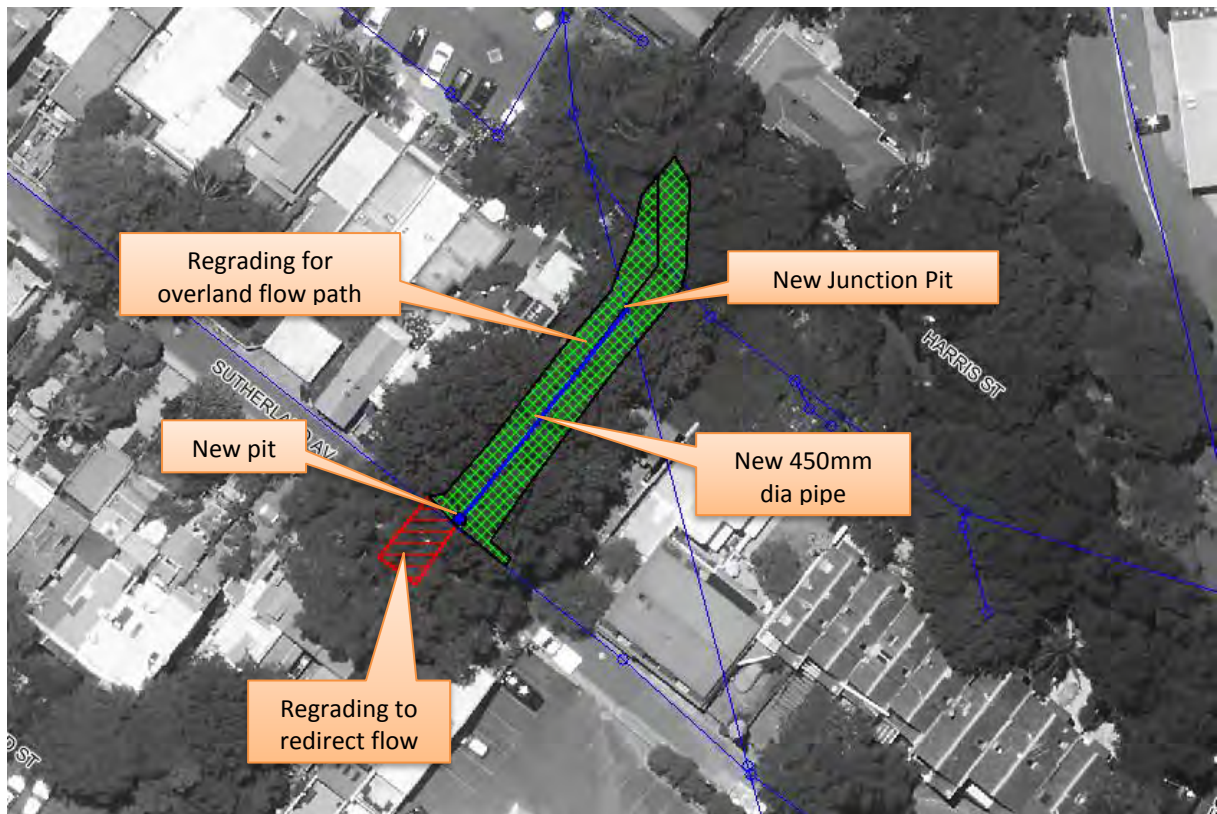 Regrading for
overland flow path
New Junction Pit
HARRIS ST
SUTHERLAND AV
New pit
New 450mm
dia pipe
Regrading to
redirect flow
ST